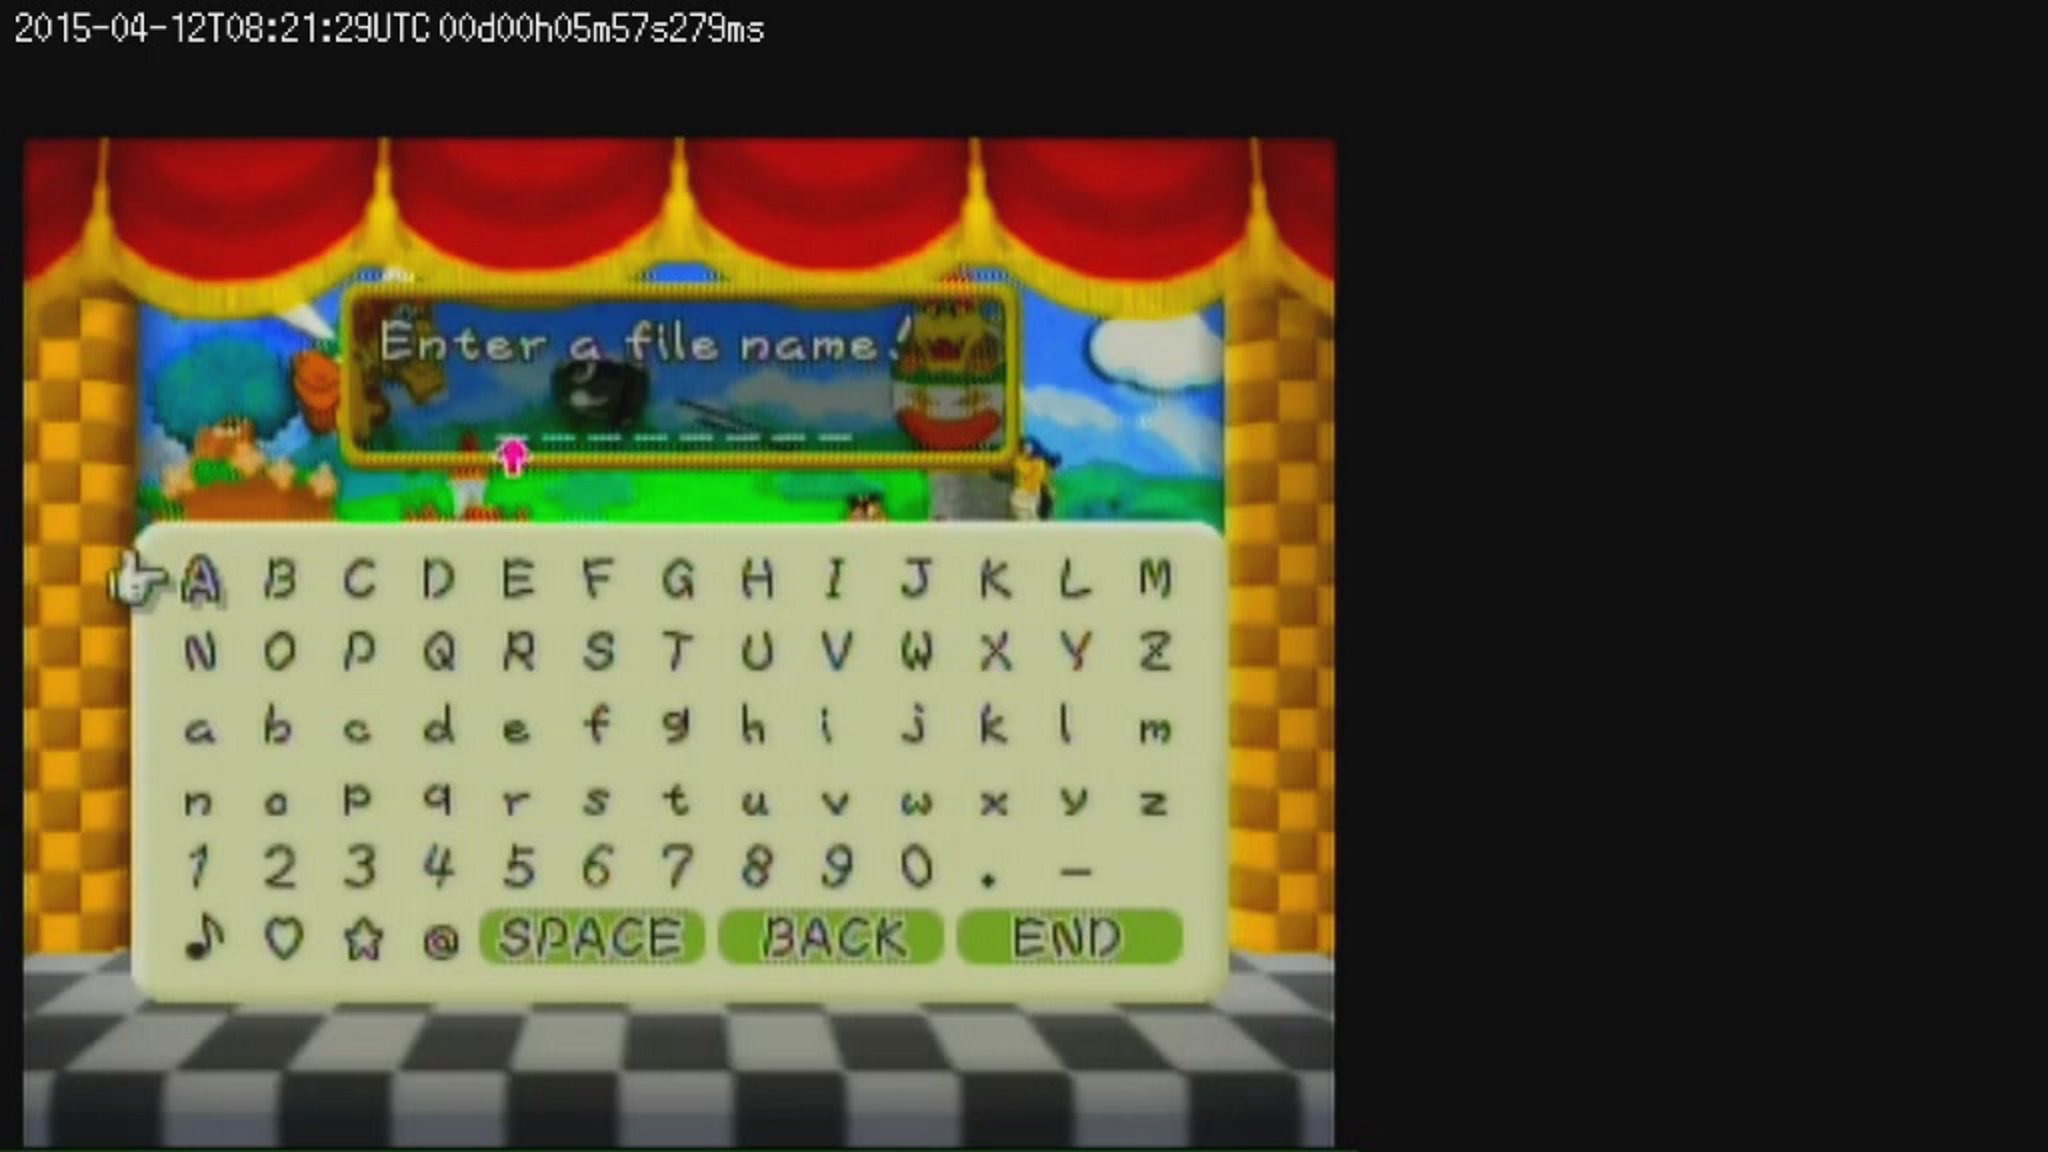 2015-04-12T08:21:29UTC 00d00h05m57s279ms
Enter a file name!
A B C D E F G H I J K L M
N O P Q R S T U V W X Y Z
a b c d e f g h i j k l m
n o p q r s t u v w x y z
1 2 3 4 5 6 7 8 9 0 . -
♪ ♡ ☆ @ SPACE BACK END